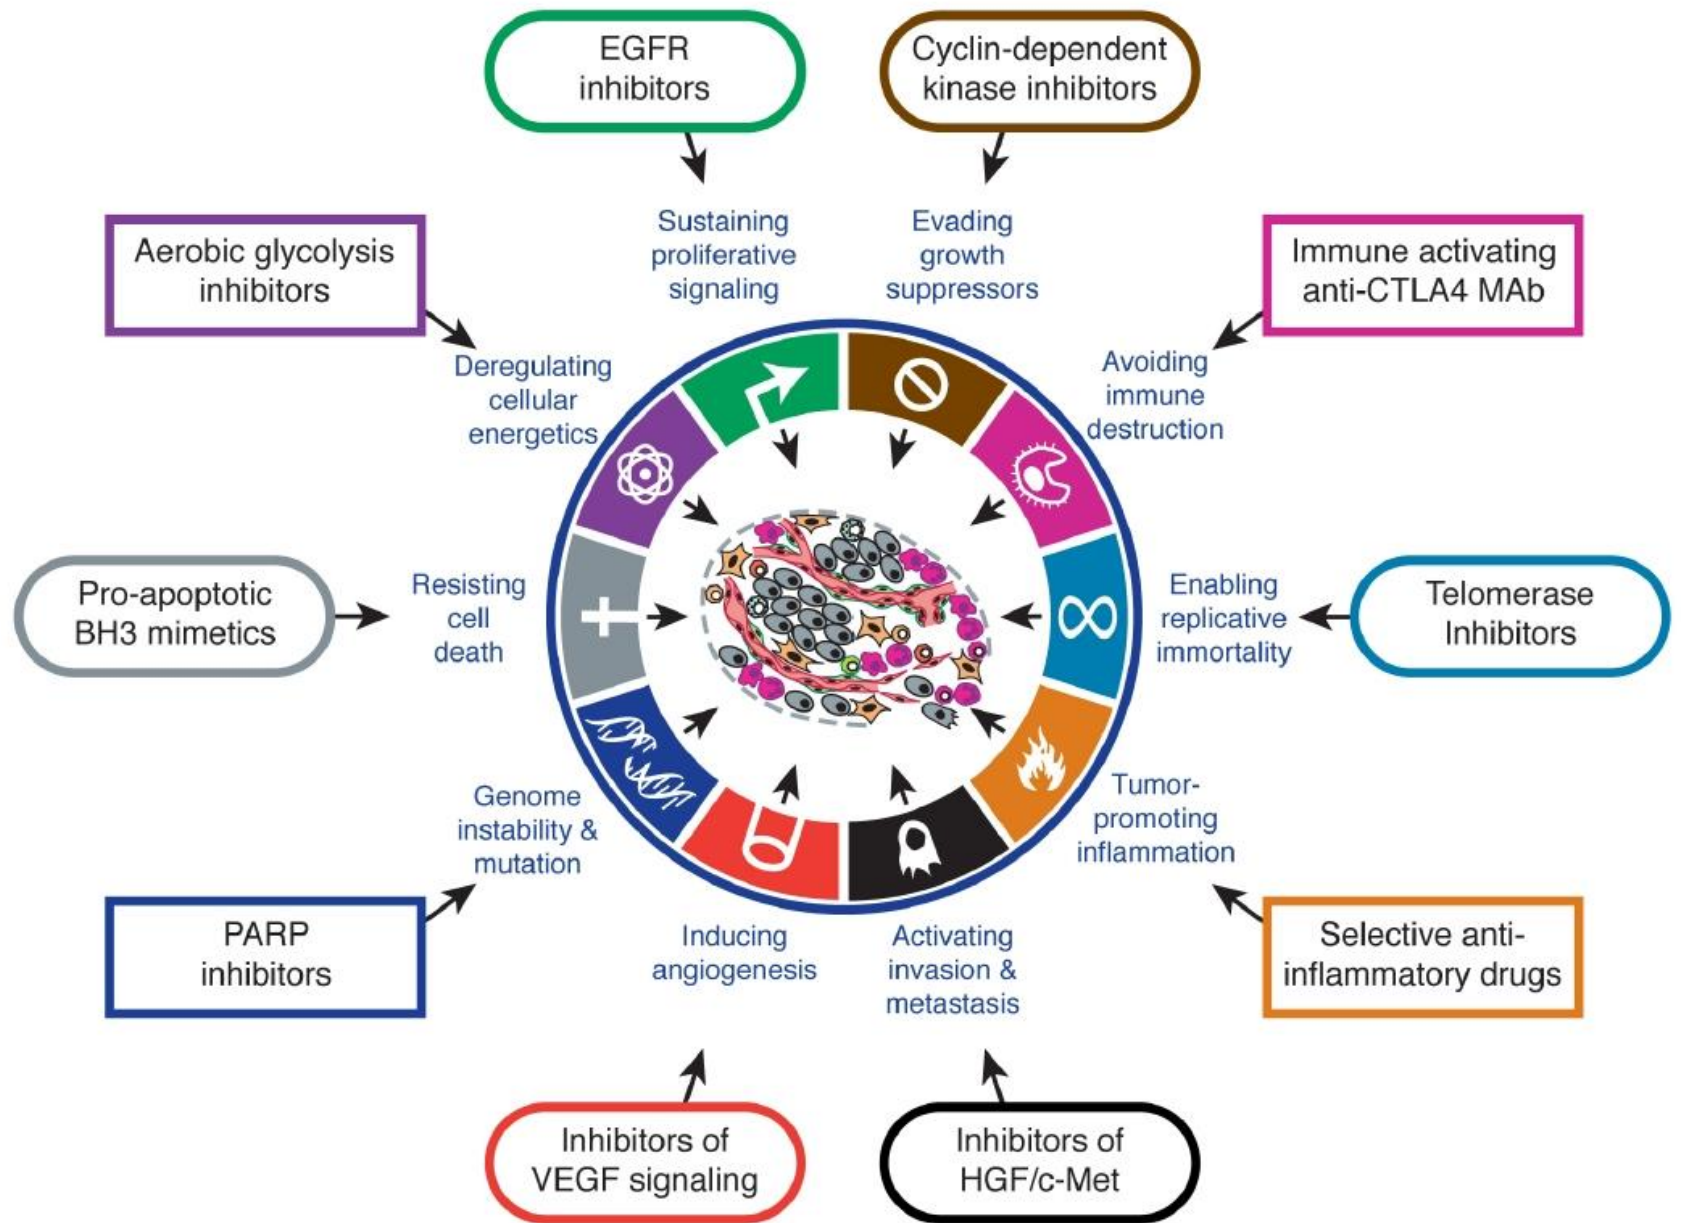 EGFR
inhibitors
Cyclin-dependent
kinase inhibitors
Sustaining
proliferative
signaling
Evading
growth
suppressors
Aerobic glycolysis
inhibitors
Immune activating
anti-CTLA4 MAb
Deregulating
cellular
energetics
Avoiding
immune
destruction
Pro-apoptotic
BH3 mimetics
Resisting
cell
death
Enabling
replicative
immortality
Telomerase
Inhibitors
Genome
instability &
mutation
Tumor-
promoting
inflammation
PARP
inhibitors
Inducing
angiogenesis
Activating
invasion &
metastasis
Selective anti-
inflammatory drugs
Inhibitors of
VEGF signaling
Inhibitors of
HGF/c-Met